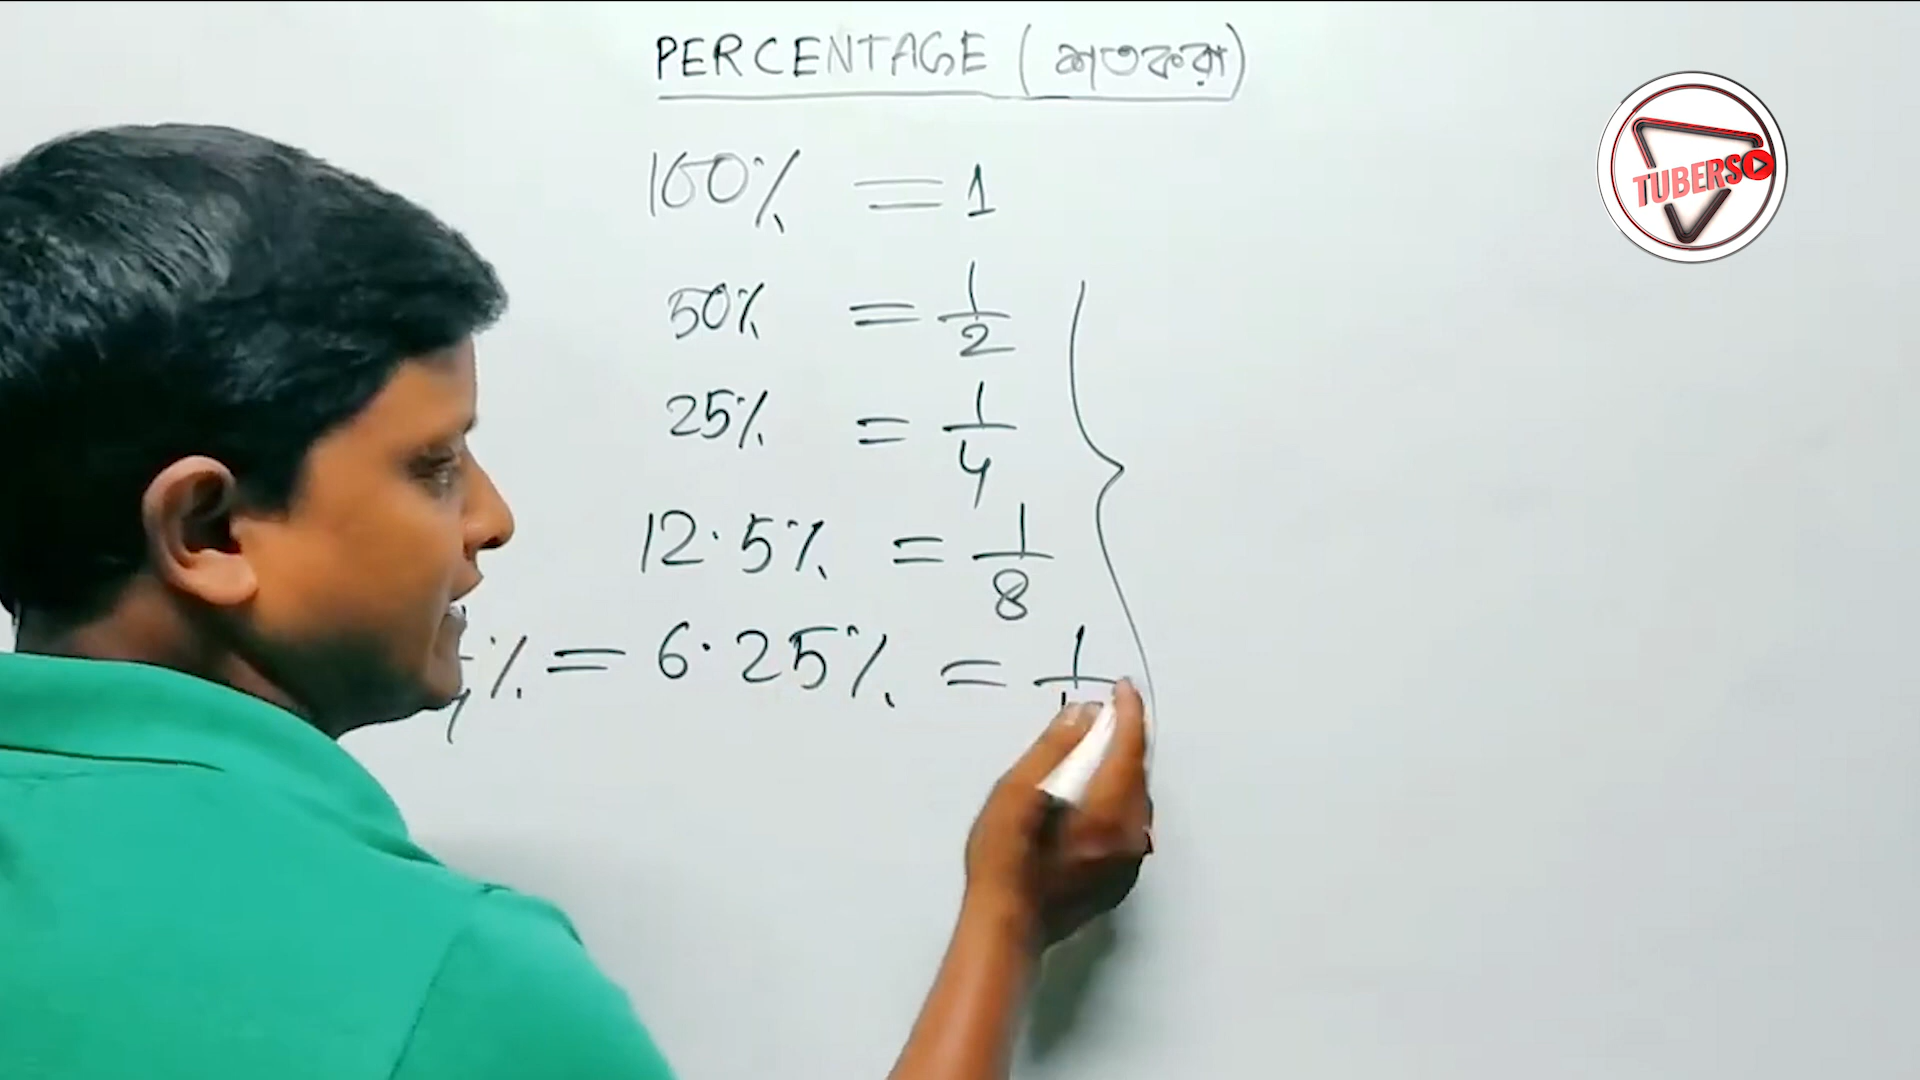 PERCENTAGE (শতকরা)
TUBERS
100% = 1
50% = 1/2
25% = 1/4
12.5% = 1/8
% = 6.25% = 1/